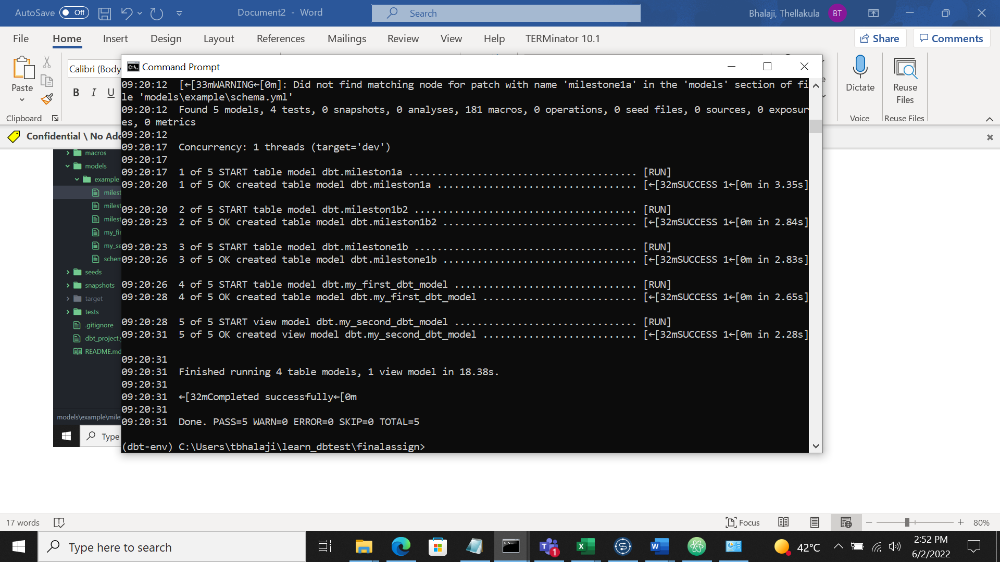 AutoSave Off
Document2 - Word
Search
Bhalaji, Thellakula BT
File Home Insert Design Layout References Mailings Review View Help TERMinator 10.1
Share Comments
Calibri (Body
Paste
B I U
Clipboard
Dictate
Reuse
Files
Voice
Reuse Files
Confidential \ No Add
macros
models
example
milest
milest
milest
my_fir
my_se
schem
seeds
snapshots
target
tests
.gitignore
dbt_project.y
README.md
models\example\mile
Type
Command Prompt
09:20:12 [←[33mWARNING←[0m]: Did not find matching node for patch with name 'milestone1a' in the 'models' section of fi
le 'models\example\schema.yml'
09:20:12 Found 5 models, 4 tests, 0 snapshots, 0 analyses, 181 macros, 0 operations, 0 seed files, 0 sources, 0 exposur
es, 0 metrics
09:20:12
09:20:17 Concurrency: 1 threads (target='dev')
09:20:17
09:20:17 1 of 5 START table model dbt.mileston1a ........................................ [RUN]
09:20:20 1 of 5 OK created table model dbt.mileston1a ................................... [←[32mSUCCESS 1←[0m in 3.35s]
09:20:20 2 of 5 START table model dbt.mileston1b2 ....................................... [RUN]
09:20:23 2 of 5 OK created table model dbt.mileston1b2 .................................. [←[32mSUCCESS 1←[0m in 2.84s]
09:20:23 3 of 5 START table model dbt.milestone1b ....................................... [RUN]
09:20:26 3 of 5 OK created table model dbt.milestone1b .................................. [←[32mSUCCESS 1←[0m in 2.83s]
09:20:26 4 of 5 START table model dbt.my_first_dbt_model ................................ [RUN]
09:20:28 4 of 5 OK created table model dbt.my_first_dbt_model ........................... [←[32mSUCCESS 1←[0m in 2.65s]
09:20:28 5 of 5 START view model dbt.my_second_dbt_model ................................ [RUN]
09:20:31 5 of 5 OK created view model dbt.my_second_dbt_model ........................... [←[32mSUCCESS 1←[0m in 2.28s]
09:20:31
09:20:31 Finished running 4 table models, 1 view model in 18.38s.
09:20:31
09:20:31 ←[32mCompleted successfully←[0m
09:20:31
09:20:31 Done. PASS=5 WARN=0 ERROR=0 SKIP=0 TOTAL=5
(dbt-env) C:\Users\tbhalaji\learn_dbtest\finalassign>
17 words
Focus
80%
Type here to search
42°C
2:52 PM
6/2/2022